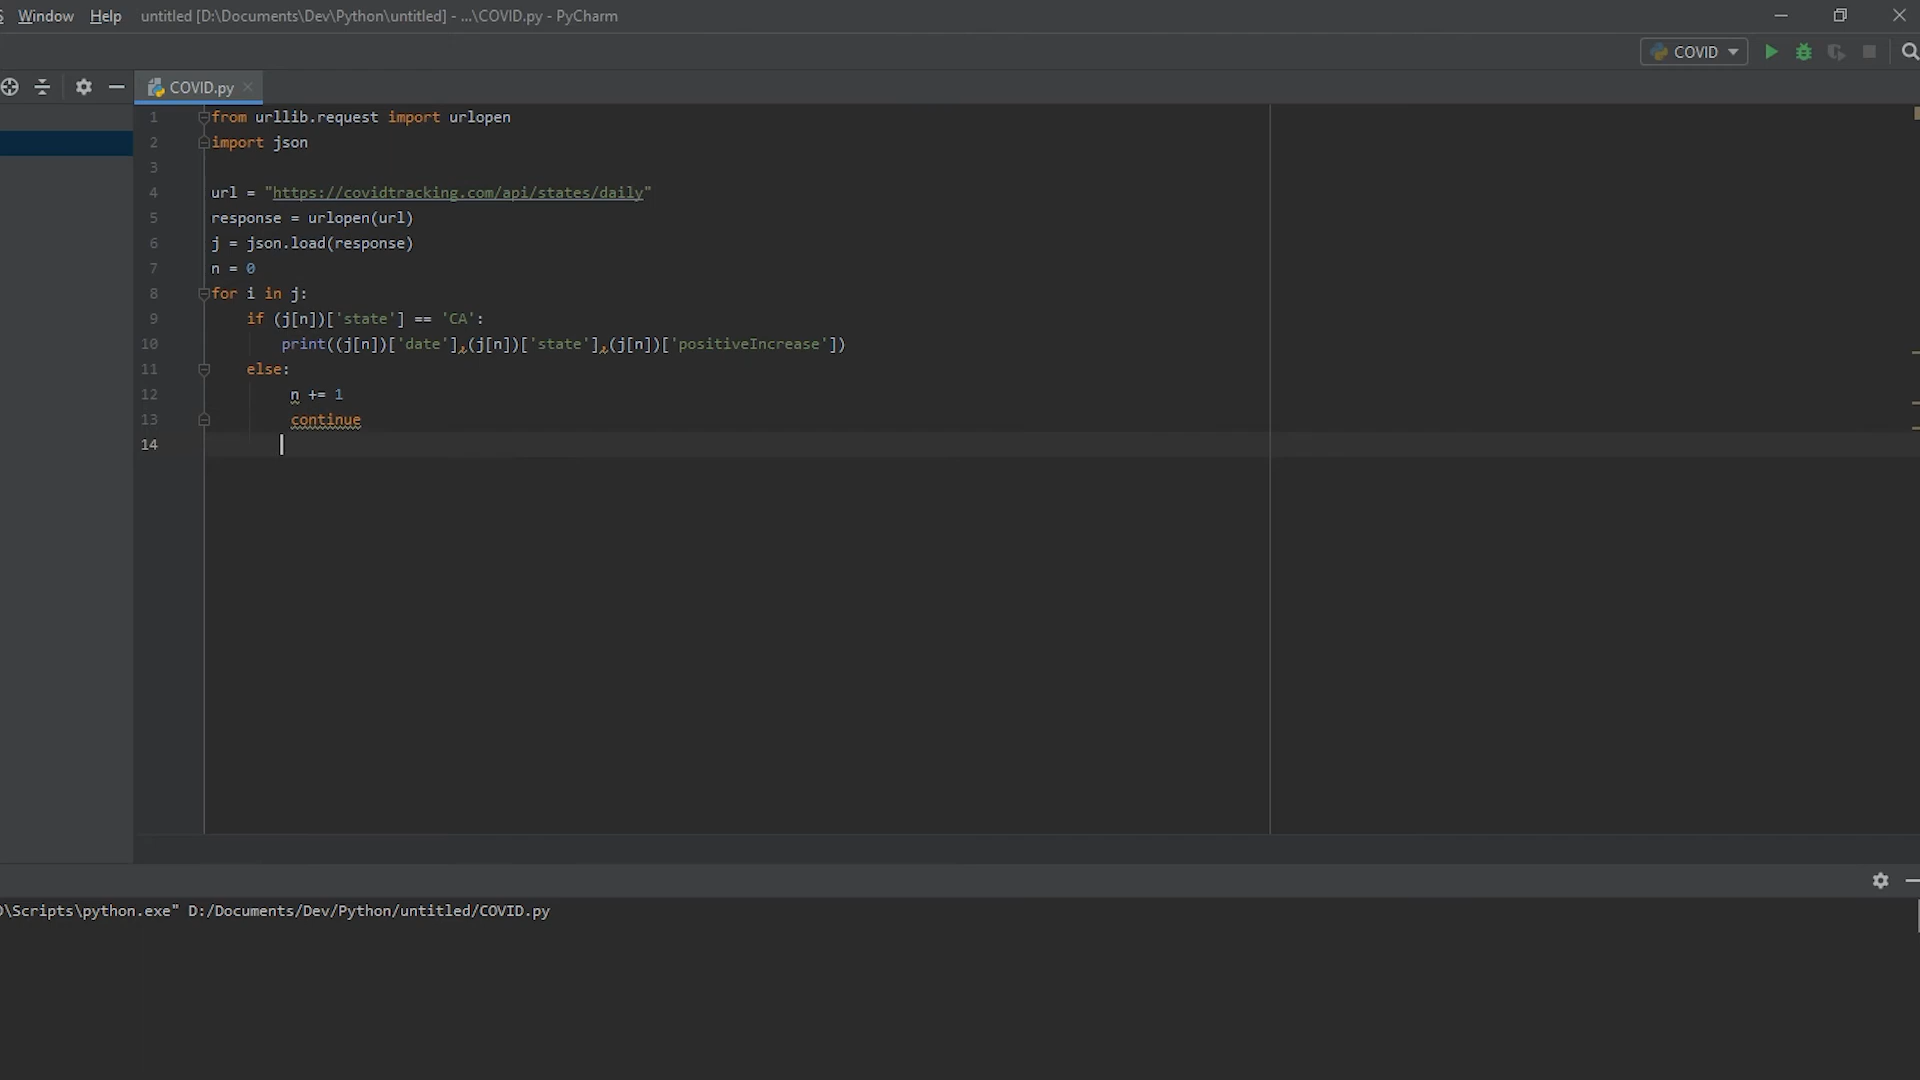 Window Help untitled [D:\Documents\Dev\Python\untitled] - ...\COVID.py - PyCharm
COVID
COVID.py
1 from urllib.request import urlopen
2 import json
3
4 url = "https://covidtracking.com/api/states/daily"
5 response = urlopen(url)
6 j = json.load(response)
7 n = 0
8 for i in j:
9 if (j[n])['state'] == 'CA':
10 print((j[n])['date'],(j[n])['state'],(j[n])['positiveIncrease'])
11 else:
12 n += 1
13 continue
14
\Scripts\python.exe" D:/Documents/Dev/Python/untitled/COVID.py